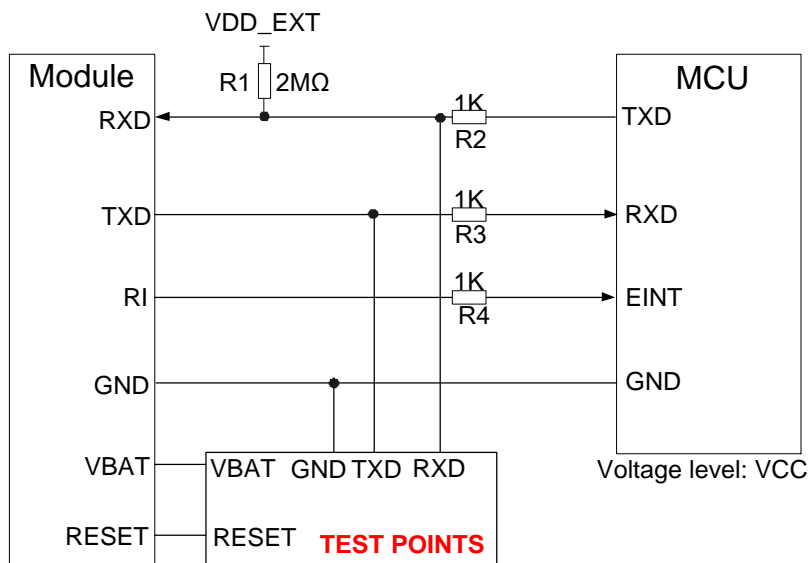 VDD_EXT
Module
R1
2MΩ
MCU
RXD
1K
R2
TXD
TXD
1K
R3
RXD
RI
1K
R4
EINT
GND
GND
VBAT
VBAT
GND
TXD
RXD
Voltage level: VCC
RESET
RESET
TEST POINTS